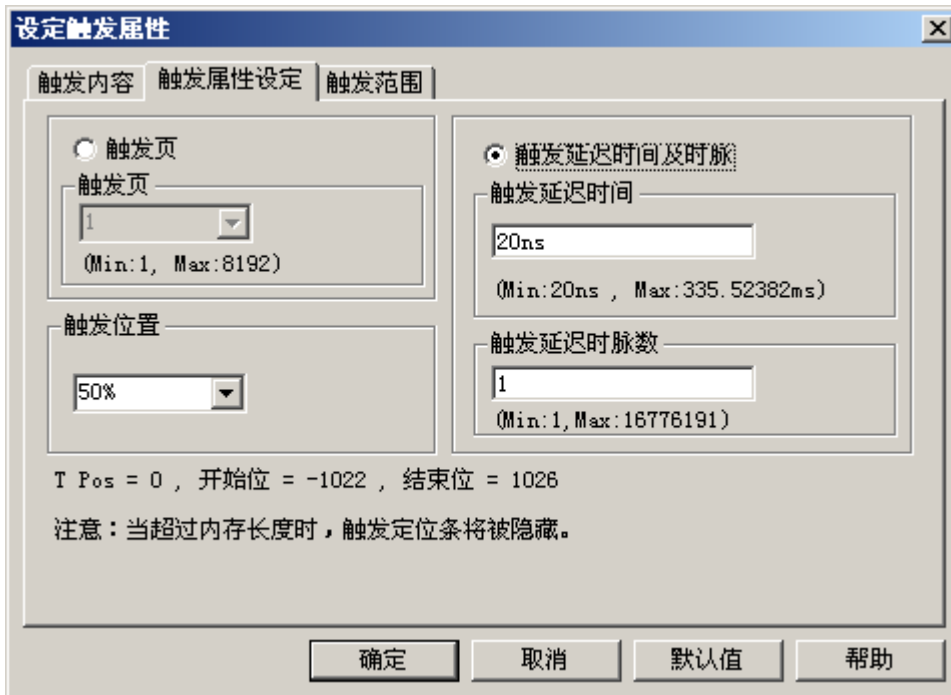 设定触发属性
触发内容 触发属性设定 触发范围
触发页
触发页
1
(Min:1, Max:8192)
触发位置
50%
触发延迟时间及时脉
触发延迟时间
20ns
(Min:20ns , Max:335.52382ms)
触发延迟时脉数
1
(Min:1,Max:16776191)
T Pos = 0 , 开始位 = -1022 , 结束位 = 1026
注意：当超过内存长度时，触发定位条将被隐藏。
确定 取消 默认值 帮助